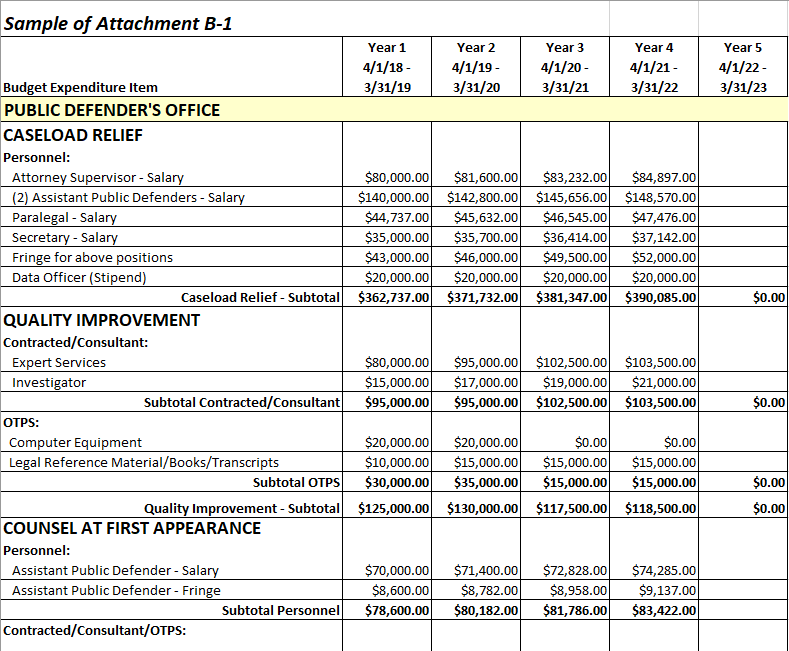 Sample of Attachment B-1
Year 1 Year 2 Year 3 Year 4 Year 5
4/1/18 - 4/1/19 - 4/1/20 - 4/1/21 - 4/1/22 -
Budget Expenditure Item 3/31/19 3/31/20 3/31/21 3/31/22 3/31/23
PUBLIC DEFENDER'S OFFICE
CASELOAD RELIEF
Personnel:
Attorney Supervisor - Salary $80,000.00 $81,600.00 $83,232.00 $84,897.00
(2) Assistant Public Defenders - Salary $140,000.00 $142,800.00 $145,656.00 $148,570.00
Paralegal - Salary $44,737.00 $45,632.00 $46,545.00 $47,476.00
Secretary - Salary $35,000.00 $35,700.00 $36,414.00 $37,142.00
Fringe for above positions $43,000.00 $46,000.00 $49,500.00 $52,000.00
Data Officer (Stipend) $20,000.00 $20,000.00 $20,000.00 $20,000.00
Caseload Relief - Subtotal $362,737.00 $371,732.00 $381,347.00 $390,085.00 $0.00
QUALITY IMPROVEMENT
Contracted/Consultant:
Expert Services $80,000.00 $95,000.00 $102,500.00 $103,500.00
Investigator $15,000.00 $17,000.00 $19,000.00 $21,000.00
Subtotal Contracted/Consultant $95,000.00 $95,000.00 $102,500.00 $103,500.00 $0.00
OTPS:
Computer Equipment $20,000.00 $20,000.00 $0.00 $0.00
Legal Reference Material/Books/Transcripts $10,000.00 $15,000.00 $15,000.00 $15,000.00
Subtotal OTPS $30,000.00 $35,000.00 $15,000.00 $15,000.00 $0.00
Quality Improvement - Subtotal $125,000.00 $130,000.00 $117,500.00 $118,500.00 $0.00
COUNSEL AT FIRST APPEARANCE
Personnel:
Assistant Public Defender - Salary $70,000.00 $71,400.00 $72,828.00 $74,285.00
Assistant Public Defender - Fringe $8,600.00 $8,782.00 $8,958.00 $9,137.00
Subtotal Personnel $78,600.00 $80,182.00 $81,786.00 $83,422.00
Contracted/Consultant/OTPS: